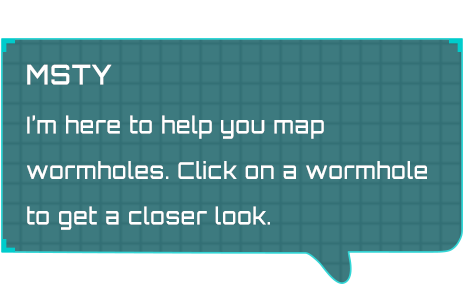 MSTY
I'm here to help you map
wormholes. Click on a wormhole
to get a closer look.